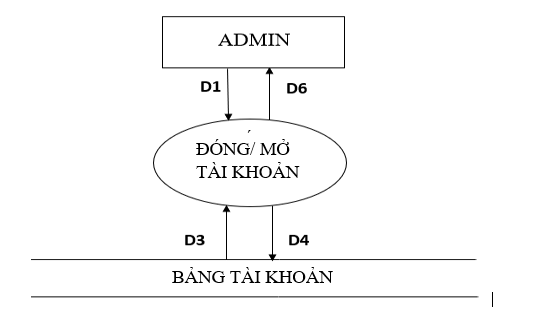 ADMIN
D1 D6
ĐÓNG/ MỞ
TÀI KHOẢN
D3 D4
BẢNG TÀI KHOẢN